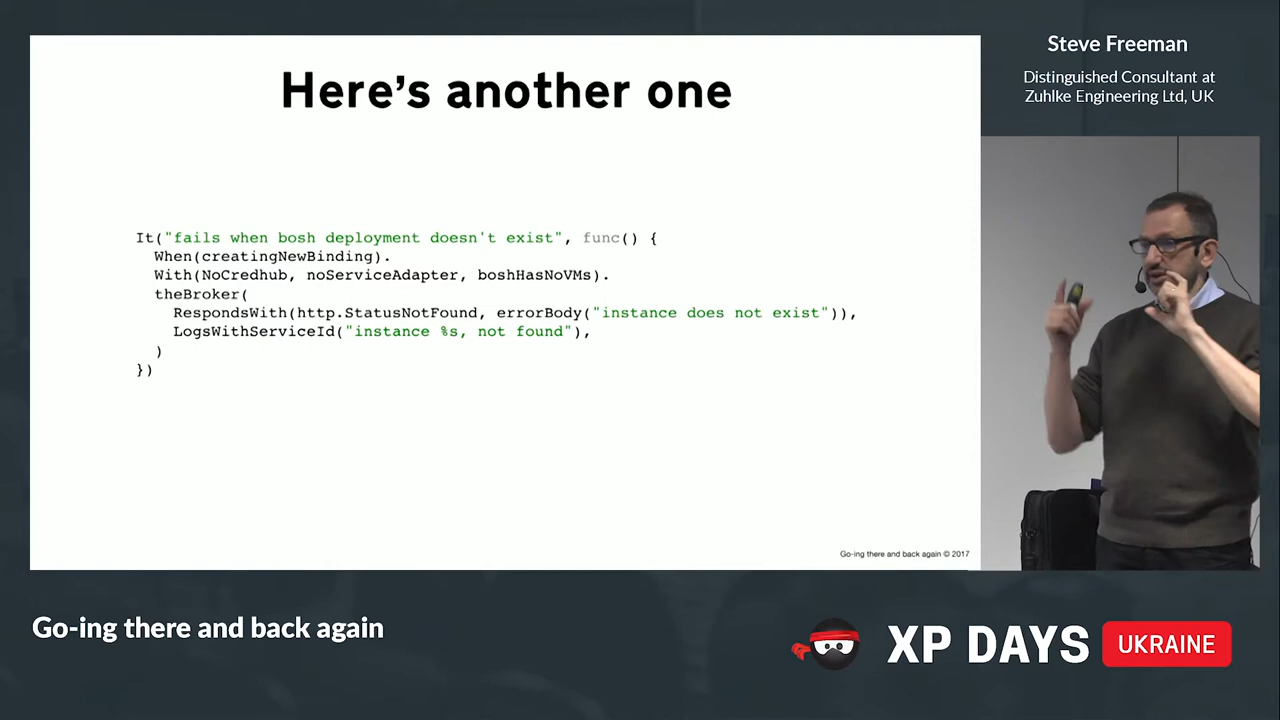 Here's another one
It("fails when bosh deployment doesn't exist", func() {
When(creatingNewBinding).
With(NoCredhub, noServiceAdapter, boshHasNoVMs).
theBroker(
RespondsWith(http.StatusNotFound, errorBody("instance does not exist")),
LogsWithServiceId("instance %s, not found"),
)
})
Go-ing there and back again © 2017
Steve Freeman
Distinguished Consultant at
Zuhlke Engineering Ltd, UK
Go-ing there and back again
XP DAYS UKRAINE